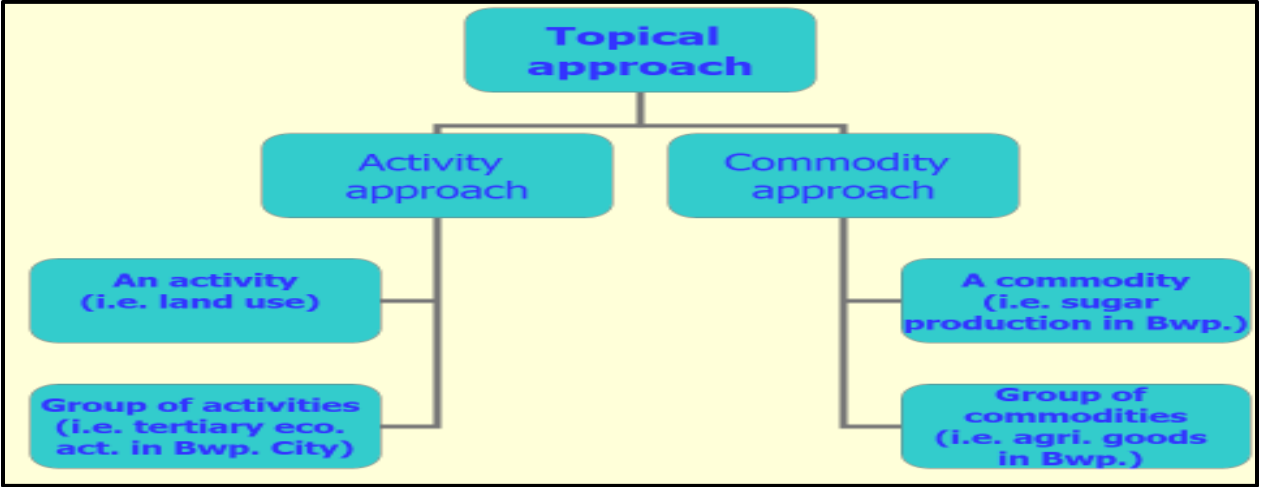 Topical
approach
Activity
approach
Commodity
approach
An activity
(i.e. land use)
A commodity
(i.e. sugar
production in Bwp.)
Group of activities
(i.e. tertiary eco.
act. in Bwp. City)
Group of
commodities
(i.e. agri. goods
in Bwp.)